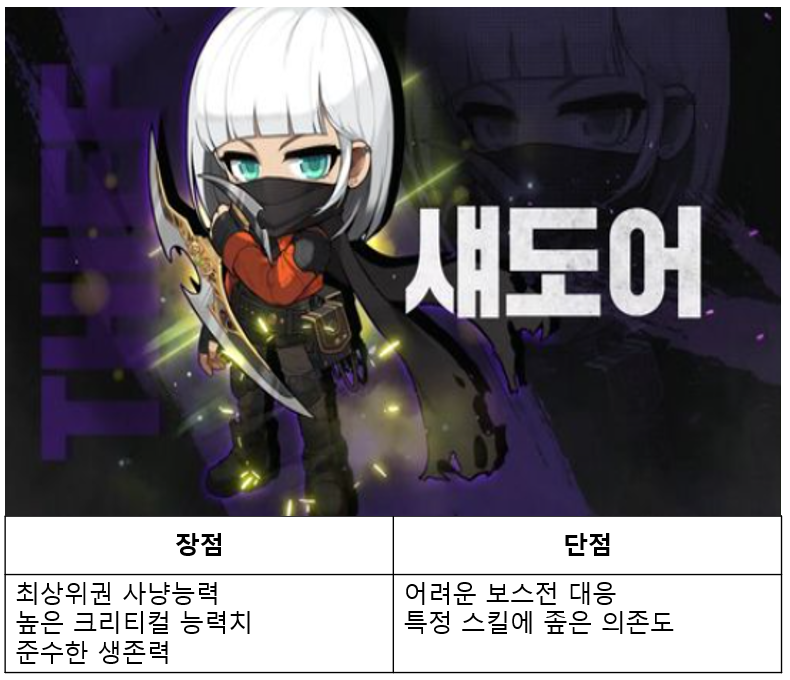 THIEF
섀도어
장점
단점
최상위권 사냥능력
높은 크리티컬 능력치
준수한 생존력
어려운 보스전 대응
특정 스킬에 좊은 의존도